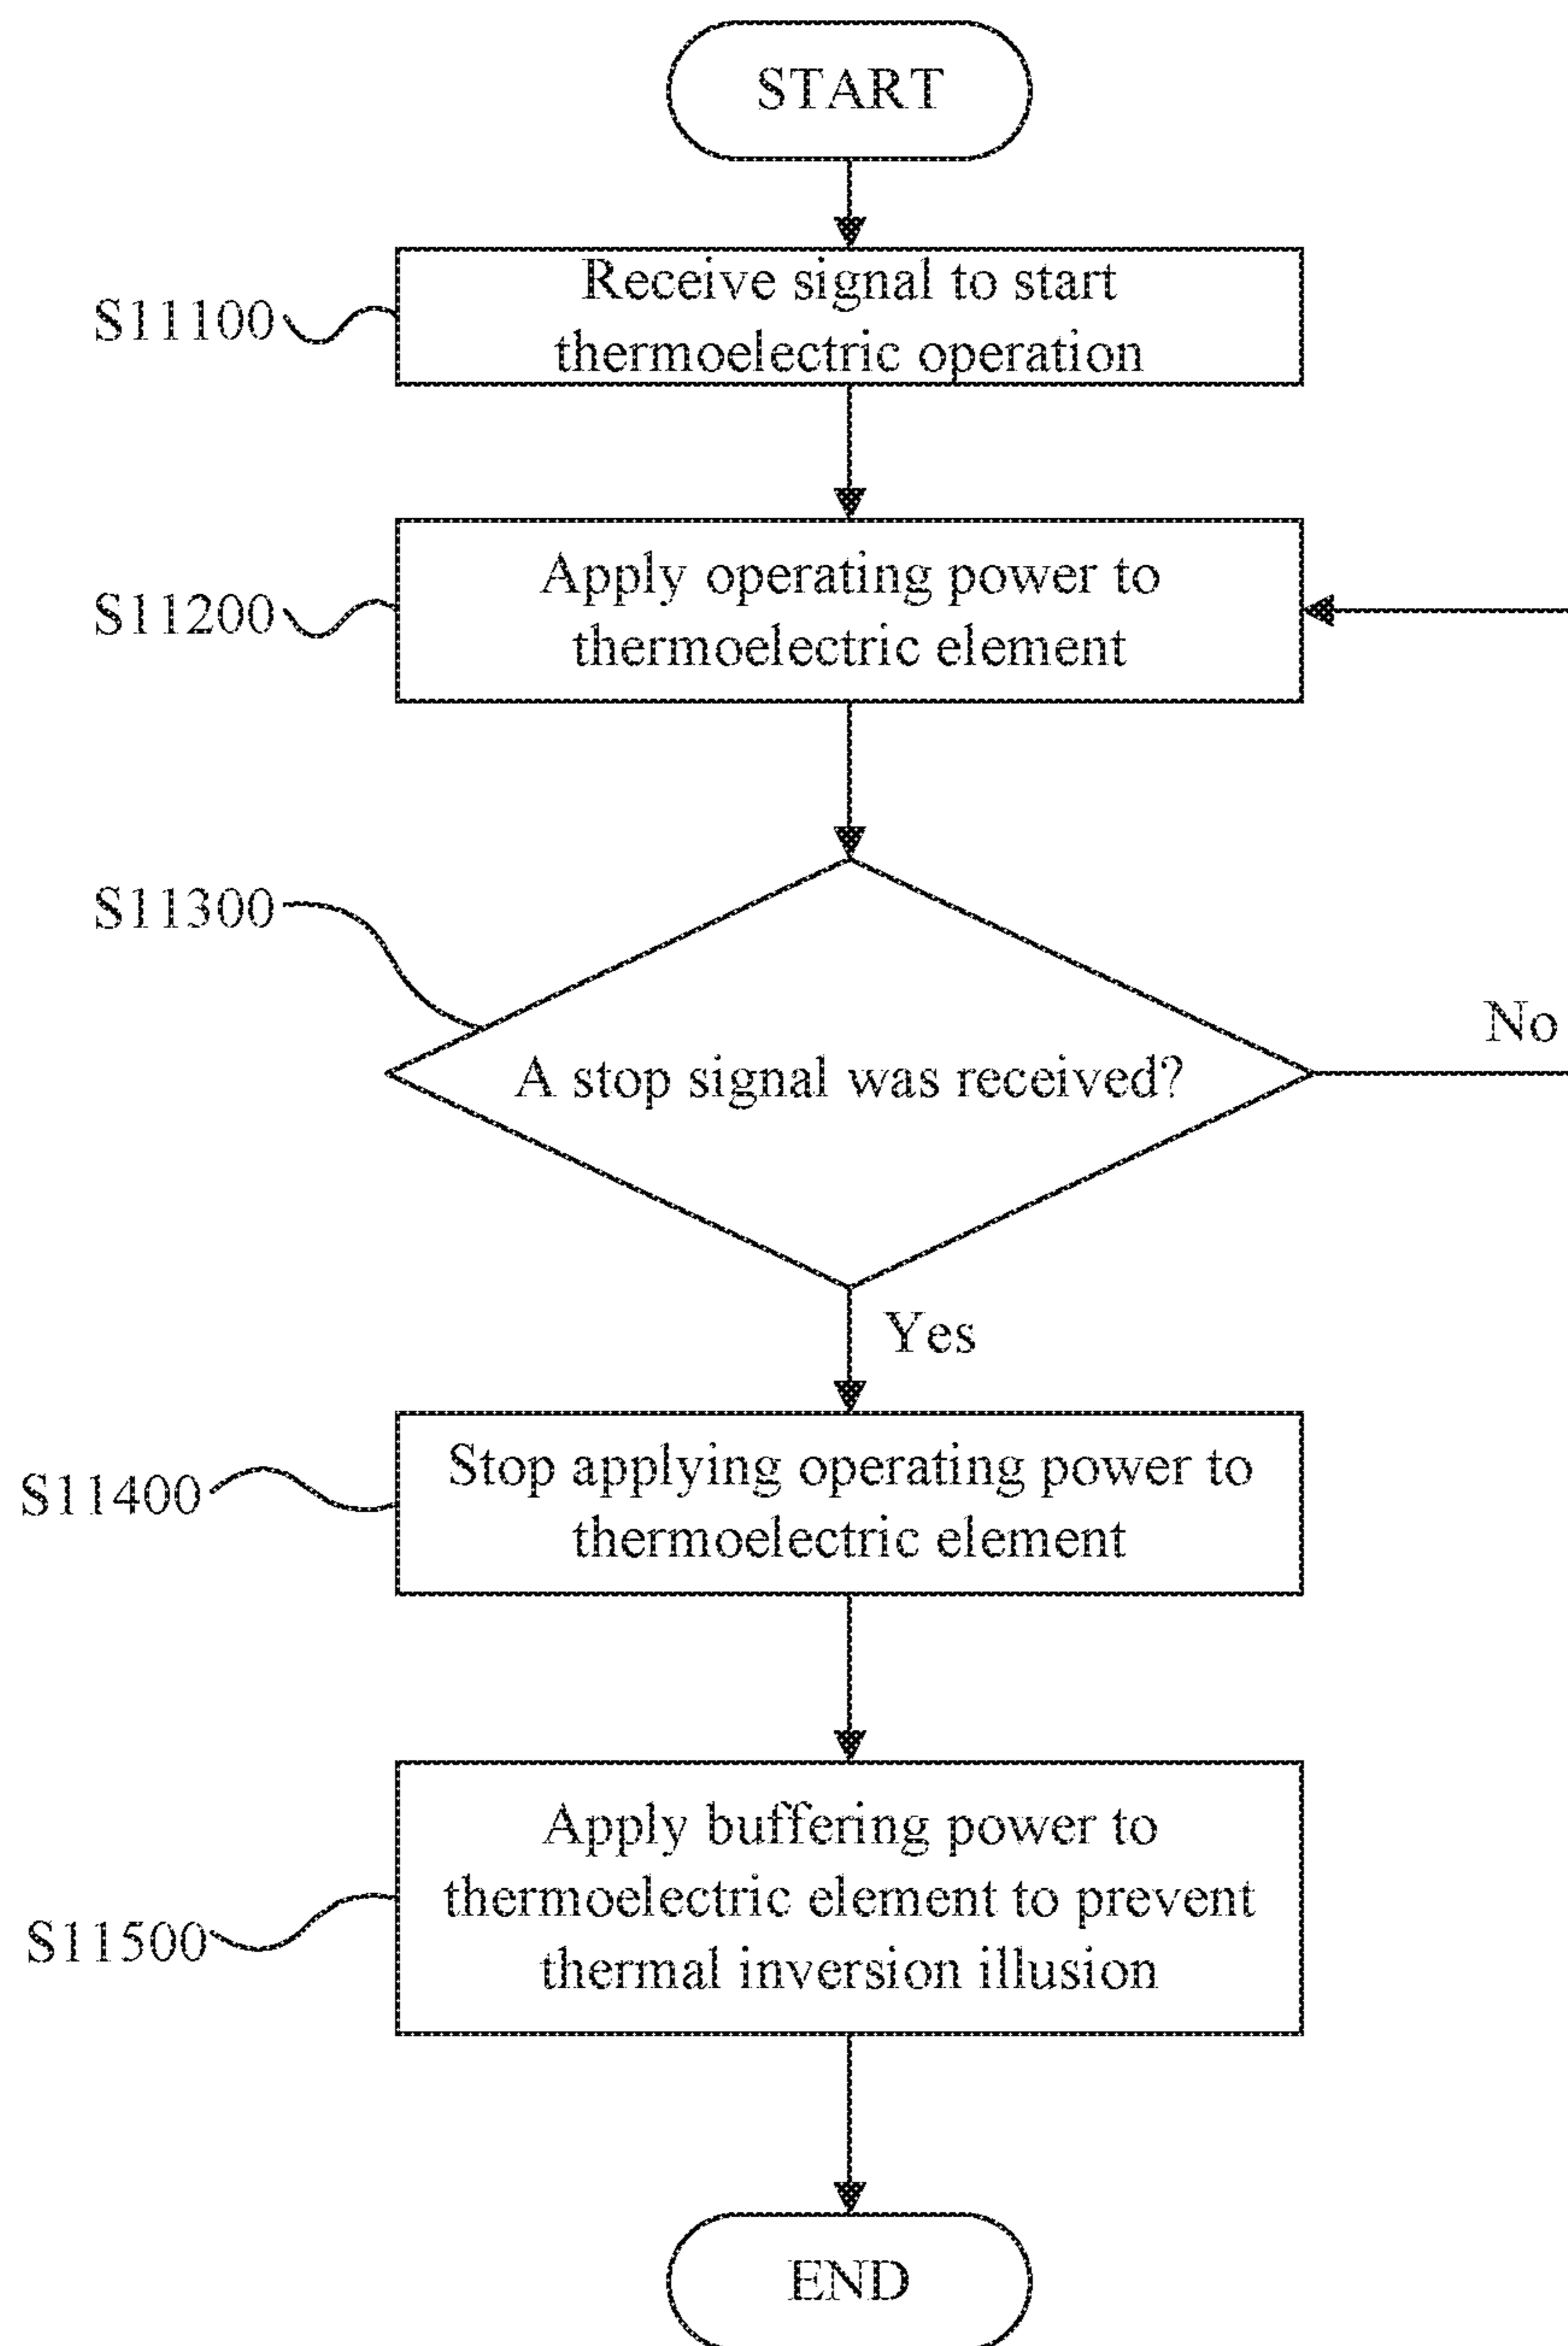 START
S11100
Receive signal to start
thermoelectric operation
S11200
Apply operating power to
thermoelectric element
S11300
A stop signal was received?
No
Yes
S11400
Stop applying operating power to
thermoelectric element
S11500
Apply buffering power to
thermoelectric element to prevent
thermal inversion illusion
END